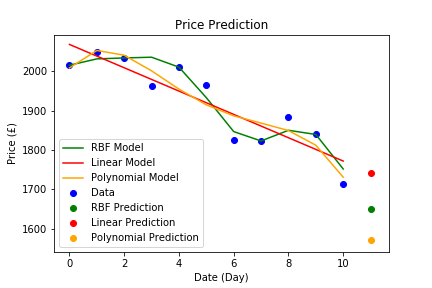 Price Prediction
2000
1900
1800
1700
1600
Price (£)
RBF Model
Linear Model
Polynomial Model
Data
RBF Prediction
Linear Prediction
Polynomial Prediction
0
2
4
6
8
10
Date (Day)